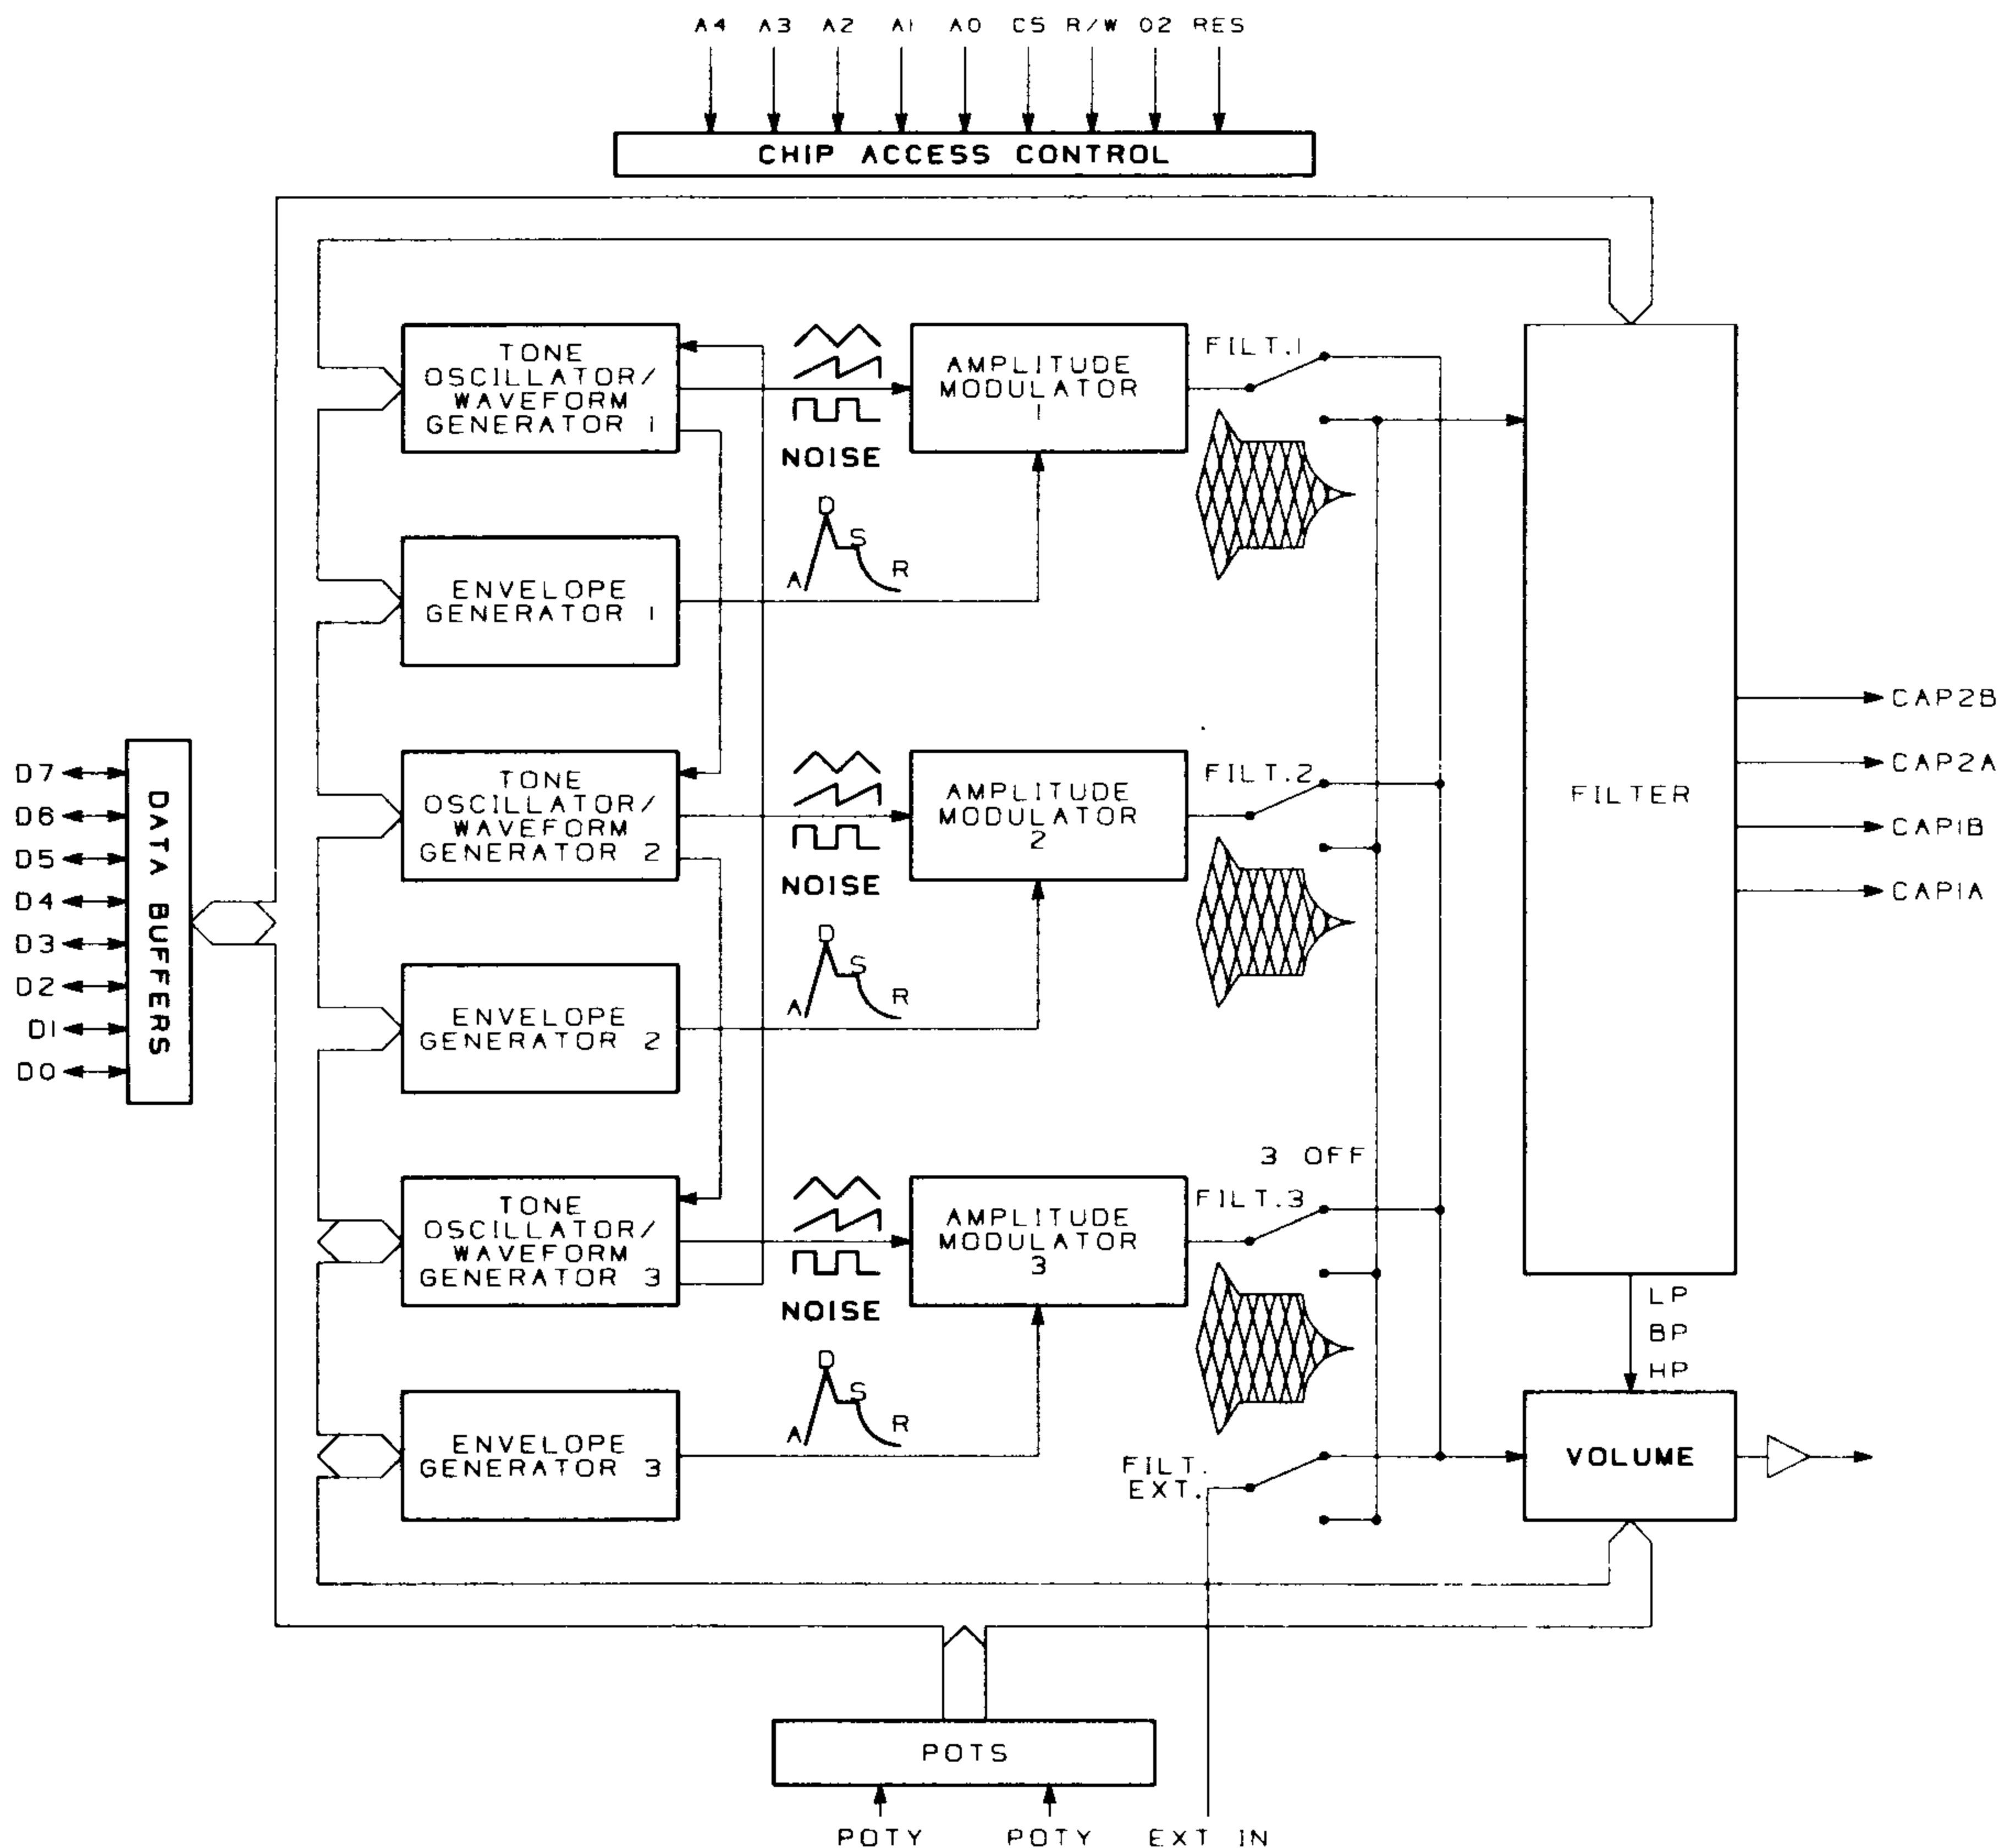 A4 A3 A2 A1 A0 CS R/W 02 RES
CHIP ACCESS CONTROL
TONE
OSCILLATOR/
WAVEFORM
GENERATOR 1
NOISE
AMPLITUDE
MODULATOR
1
FILT.1
ENVELOPE
GENERATOR 1
A
D
S
R
TONE
OSCILLATOR/
WAVEFORM
GENERATOR 2
NOISE
AMPLITUDE
MODULATOR
2
FILT.2
ENVELOPE
GENERATOR 2
A
D
S
R
TONE
OSCILLATOR/
WAVEFORM
GENERATOR 3
NOISE
AMPLITUDE
MODULATOR
3
3 OFF
FILT.3
ENVELOPE
GENERATOR 3
A
D
S
R
FILT.
EXT.
D7
D6
D5
D4
D3
D2
D1
D0
DATA BUFFERS
FILTER
CAP2B
CAP2A
CAP1B
CAP1A
LP
BP
HP
VOLUME
POTS
POTY POTY EXT IN